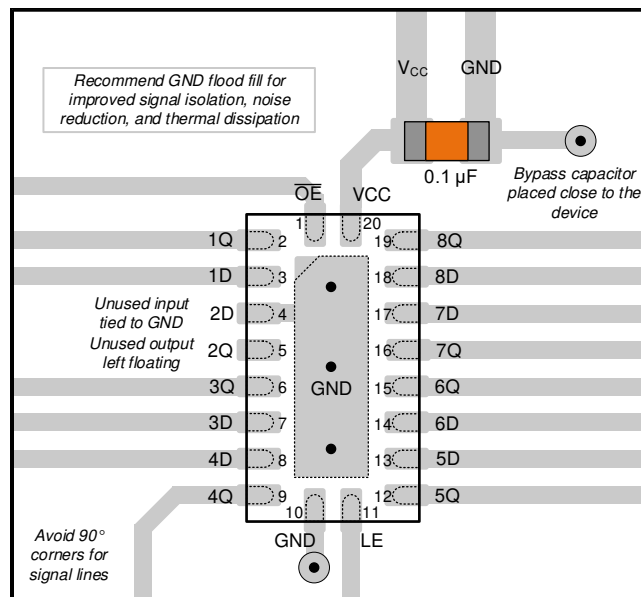 Recommend GND flood fill for
improved signal isolation, noise
reduction, and thermal dissipation
VCC GND
0.1 µF
Bypass capacitor
placed close to the
device
OE VCC
1 20
1Q 2 19 8Q
1D 3 18 8D
2D 4 17 7D
Unused input
tied to GND
2Q 5 16 7Q
Unused output
left floating
GND
3Q 6 15 6Q
3D 7 14 6D
4D 8 13 5D
4Q 9 12 5Q
10 11
GND LE
Avoid 90°
corners for
signal lines